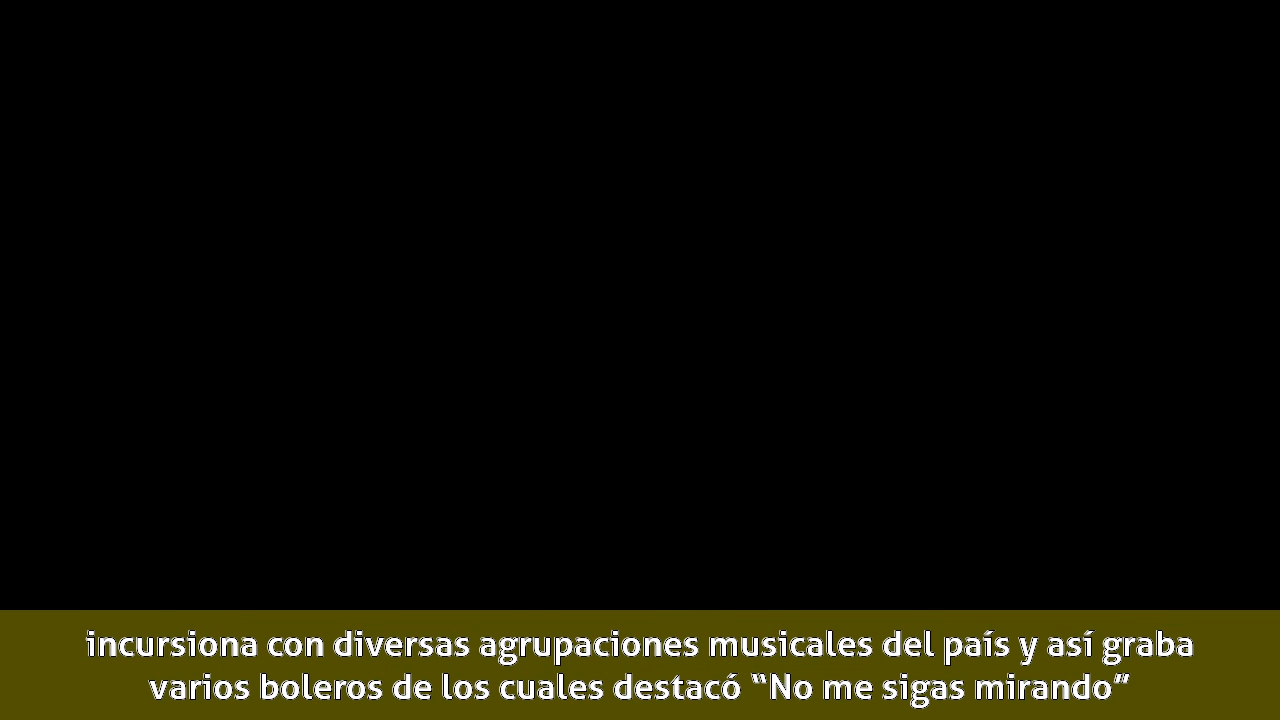 incursiona con diversas agrupaciones musicales del país y así graba
varios boleros de los cuales destacó “No me sigas mirando”